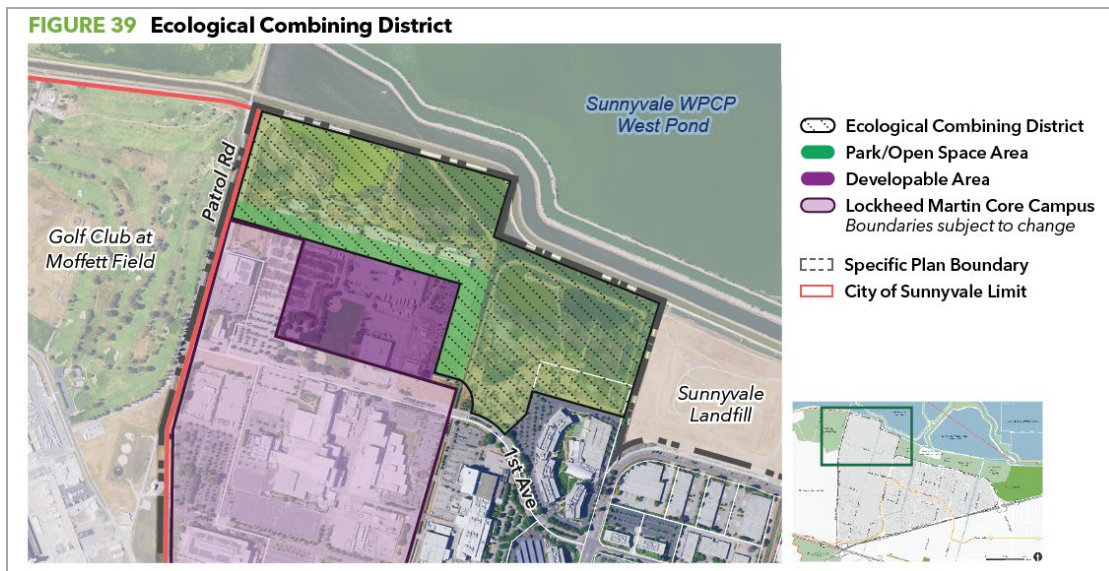 FIGURE 39 Ecological Combining District
Sunnyvale WPCP
West Pond
Patrol Rd
Golf Club at
Moffett Field
Sunnyvale
Landfill
1st Ave
Ecological Combining District
Park/Open Space Area
Developable Area
Lockheed Martin Core Campus
Boundaries subject to change
Specific Plan Boundary
City of Sunnyvale Limit